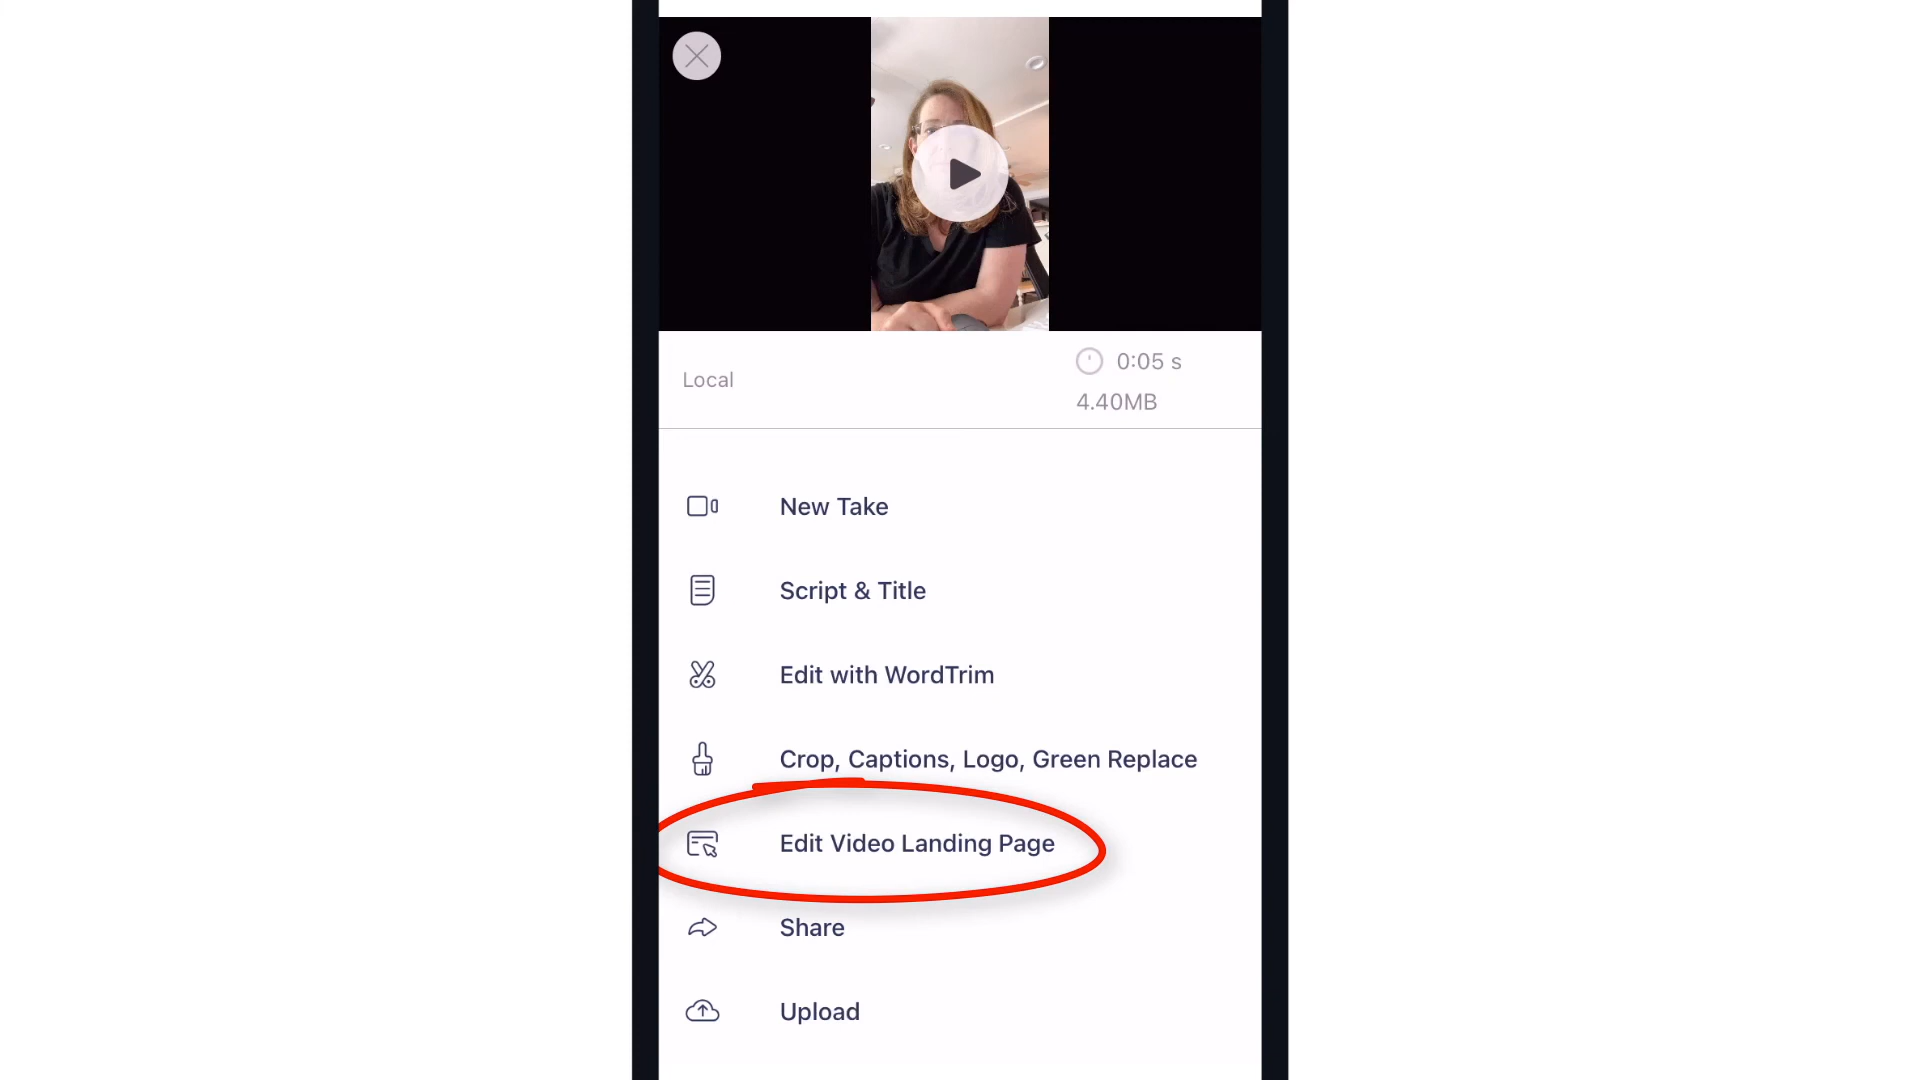 Local
0:05 s
4.40MB
New Take
Script & Title
Edit with WordTrim
Crop, Captions, Logo, Green Replace
Edit Video Landing Page
Share
Upload